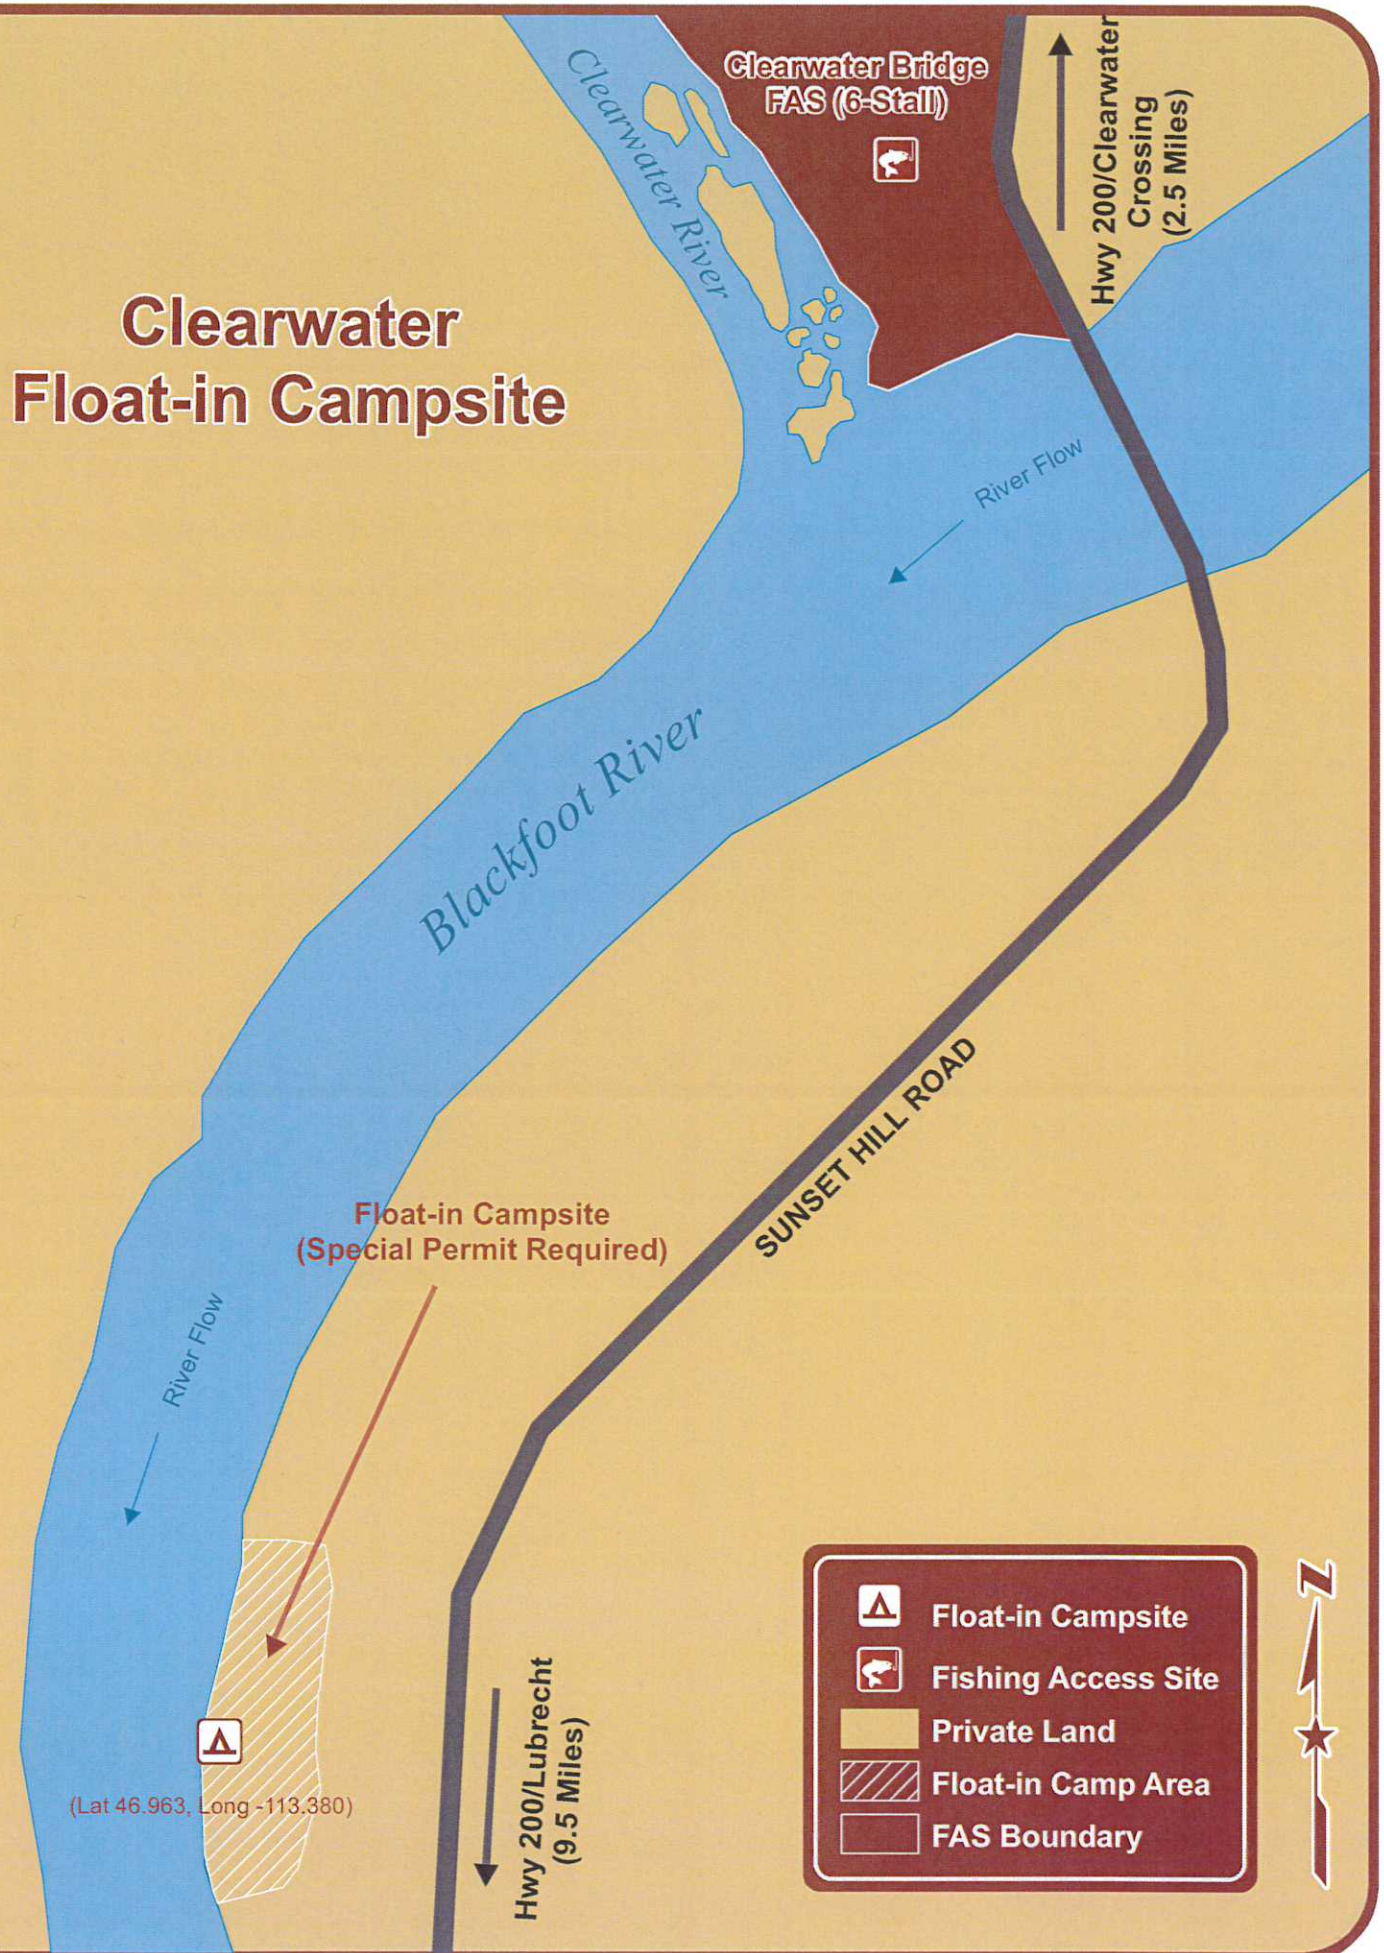 Clearwater Bridge
FAS (6-Stall)
Hwy 200/Clearwater
Crossing
(2.5 Miles)
Clearwater River
Clearwater
Float-in Campsite
River Flow
Blackfoot River
SUNSET HILL ROAD
Float-in Campsite
(Special Permit Required)
River Flow
(Lat 46.963, Long -113.380)
Hwy 200/Lubrecht
(9.5 Miles)
Float-in Campsite
Fishing Access Site
Private Land
Float-in Camp Area
FAS Boundary
N